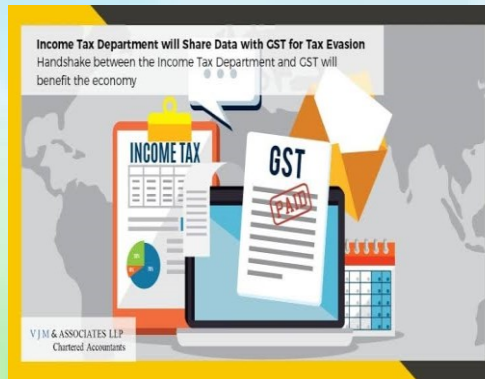 Income Tax Department will Share Data with GST for Tax Evasion
Handshake between the Income Tax Department and GST will
benefit the economy
INCOME TAX
GST
PAID
VJM & ASSOCIATES LLP
Chartered Accountants